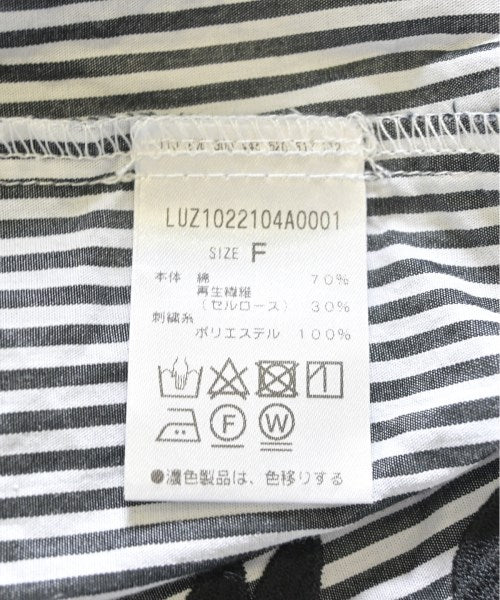 LUZ1022104A0001
SIZE F
本体 綿 70%
再生繊維
(セルロース) 30%
刺繍糸
ポリエステル 100%
F W
●濃色製品は、色移りする